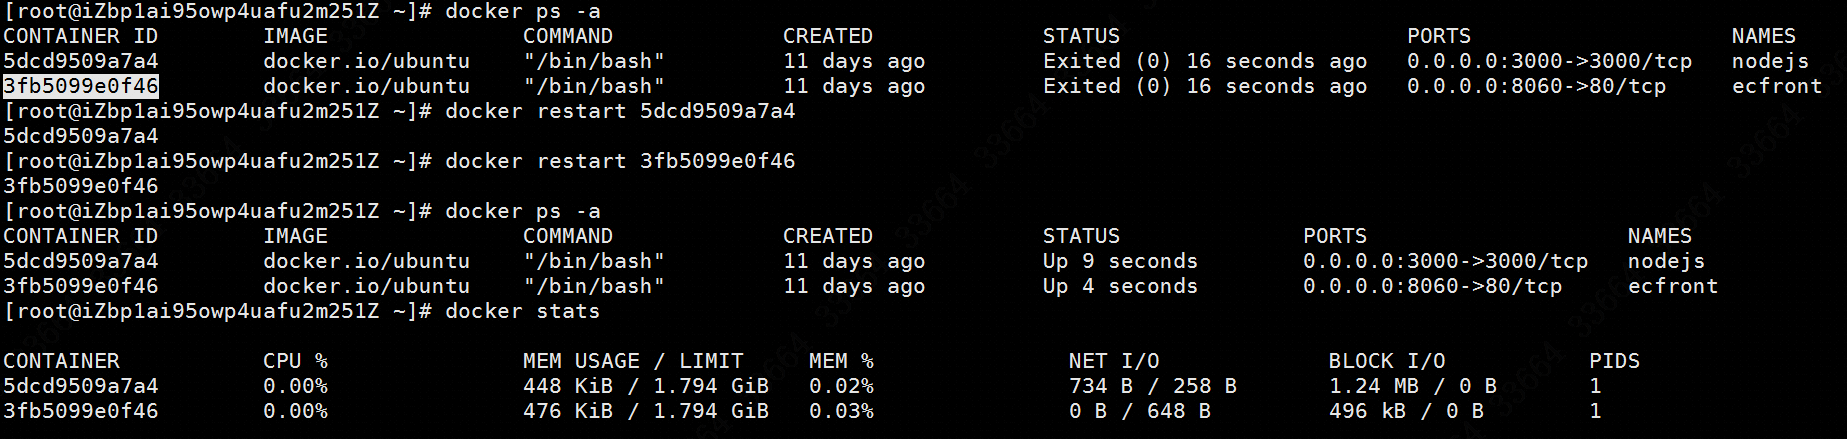 [root@iZbp1ai95owp4uafu2m251Z ~]# docker ps -a
CONTAINER ID IMAGE COMMAND CREATED STATUS PORTS NAMES
5dcd9509a7a4 docker.io/ubuntu "/bin/bash" 11 days ago Exited (0) 16 seconds ago 0.0.0.0:3000->3000/tcp nodejs
3fb5099e0f46 docker.io/ubuntu "/bin/bash" 11 days ago Exited (0) 16 seconds ago 0.0.0.0:8060->80/tcp ecfront
[root@iZbp1ai95owp4uafu2m251Z ~]# docker restart 5dcd9509a7a4
5dcd9509a7a4
[root@iZbp1ai95owp4uafu2m251Z ~]# docker restart 3fb5099e0f46
3fb5099e0f46
[root@iZbp1ai95owp4uafu2m251Z ~]# docker ps -a
CONTAINER ID IMAGE COMMAND CREATED STATUS PORTS NAMES
5dcd9509a7a4 docker.io/ubuntu "/bin/bash" 11 days ago Up 9 seconds 0.0.0.0:3000->3000/tcp nodejs
3fb5099e0f46 docker.io/ubuntu "/bin/bash" 11 days ago Up 4 seconds 0.0.0.0:8060->80/tcp ecfront
[root@iZbp1ai95owp4uafu2m251Z ~]# docker stats
CONTAINER CPU % MEM USAGE / LIMIT MEM % NET I/O BLOCK I/O PIDS
5dcd9509a7a4 0.00% 448 KiB / 1.794 GiB 0.02% 734 B / 258 B 1.24 MB / 0 B 1
3fb5099e0f46 0.00% 476 KiB / 1.794 GiB 0.03% 0 B / 648 B 496 kB / 0 B 1